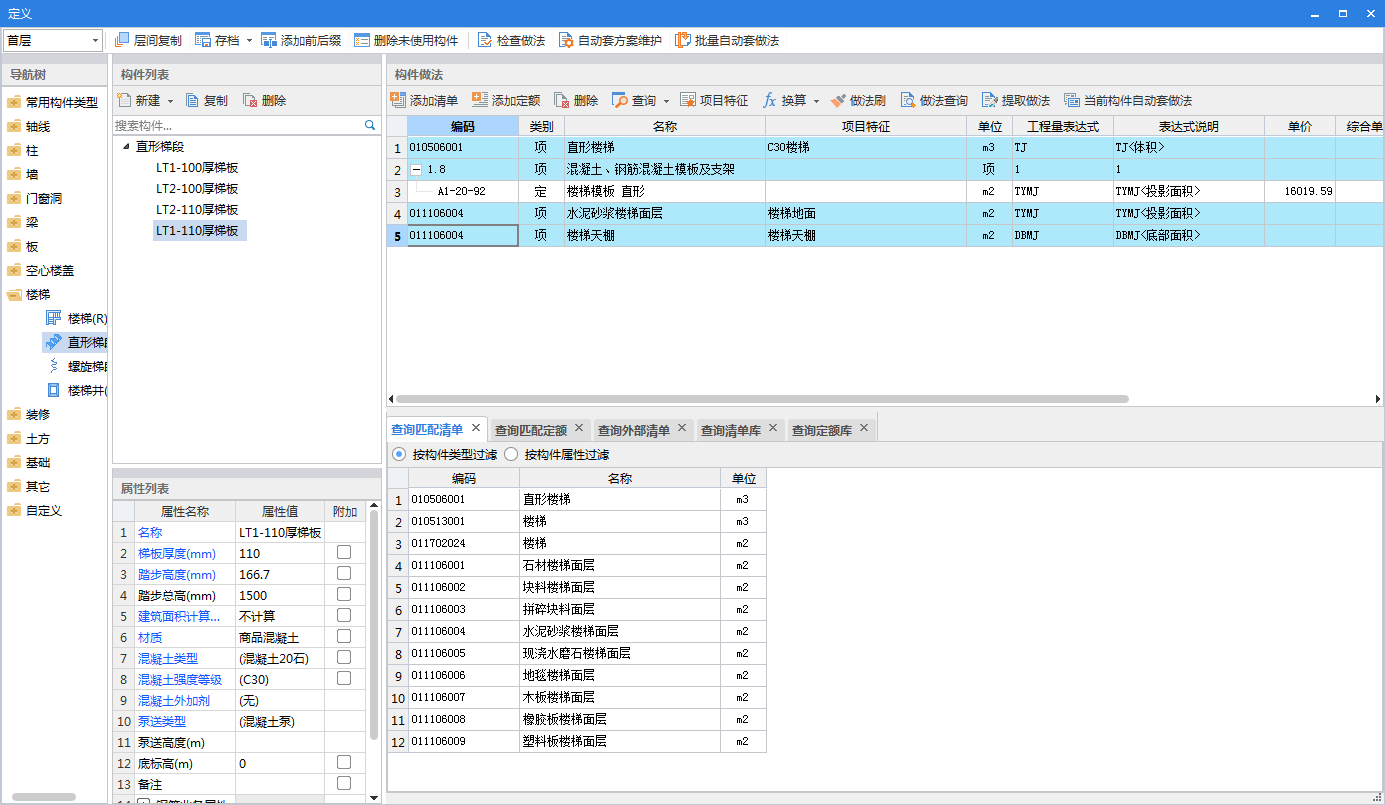 定义
首层 层间复制 存档 添加前后缀 删除未使用构件 检查做法 自动套方案维护 批量自动套做法
导航树
常用构件类型
轴线
柱
墙
门窗洞
梁
板
空心楼盖
楼梯
楼梯(R)
直形梯
螺旋梯
楼梯井(
装修
土方
基础
其它
自定义
构件列表
新建 复制 删除
搜索构件...
直形梯段
LT1-100厚梯板
LT2-100厚梯板
LT2-110厚梯板
LT1-110厚梯板
属性列表
属性名称 属性值 附加
1 名称 LT1-110厚梯板
2 梯板厚度(mm) 110
3 踏步高度(mm) 166.7
4 踏步总高(mm) 1500
5 建筑面积计算... 不计算
6 材质 商品混凝土
7 混凝土类型 (混凝土20石)
8 混凝土强度等级 (C30)
9 混凝土外加剂 (无)
10 泵送类型 (混凝土泵)
11 泵送高度(m)
12 底标高(m) 0
13 备注
构件做法
添加清单 添加定额 删除 查询 项目特征 fx 换算 做法刷 做法查询 提取做法 当前构件自动套做法
编码 类别 名称 项目特征 单位 工程量表达式 表达式说明 单价 综合单
1 010506001 项 直形楼梯 C30楼梯 m3 TJ TJ<体积>
2 1.8 项 混凝土、钢筋混凝土模板及支架 项 1 1
3 A1-20-92 定 楼梯模板 直形 m2 TYMJ TYMJ<投影面积> 16019.59
4 011106004 项 水泥砂浆楼梯面层 楼梯地面 m2 TYMJ TYMJ<投影面积>
5 011106004 项 楼梯天棚 楼梯天棚 m2 DBMJ DBMJ<底部面积>
查询匹配清单 查询匹配定额 查询外部清单 查询清单库 查询定额库
按构件类型过滤 按构件属性过滤
编码 名称 单位
1 010506001 直形楼梯 m3
2 010513001 楼梯 m3
3 011702024 楼梯 m2
4 011106001 石材楼梯面层 m2
5 011106002 块料楼梯面层 m2
6 011106003 拼碎块料面层 m2
7 011106004 水泥砂浆楼梯面层 m2
8 011106005 现浇水磨石楼梯面层 m2
9 011106006 地毯楼梯面层 m2
10 011106007 木板楼梯面层 m2
11 011106008 橡胶板楼梯面层 m2
12 011106009 塑料板楼梯面层 m2